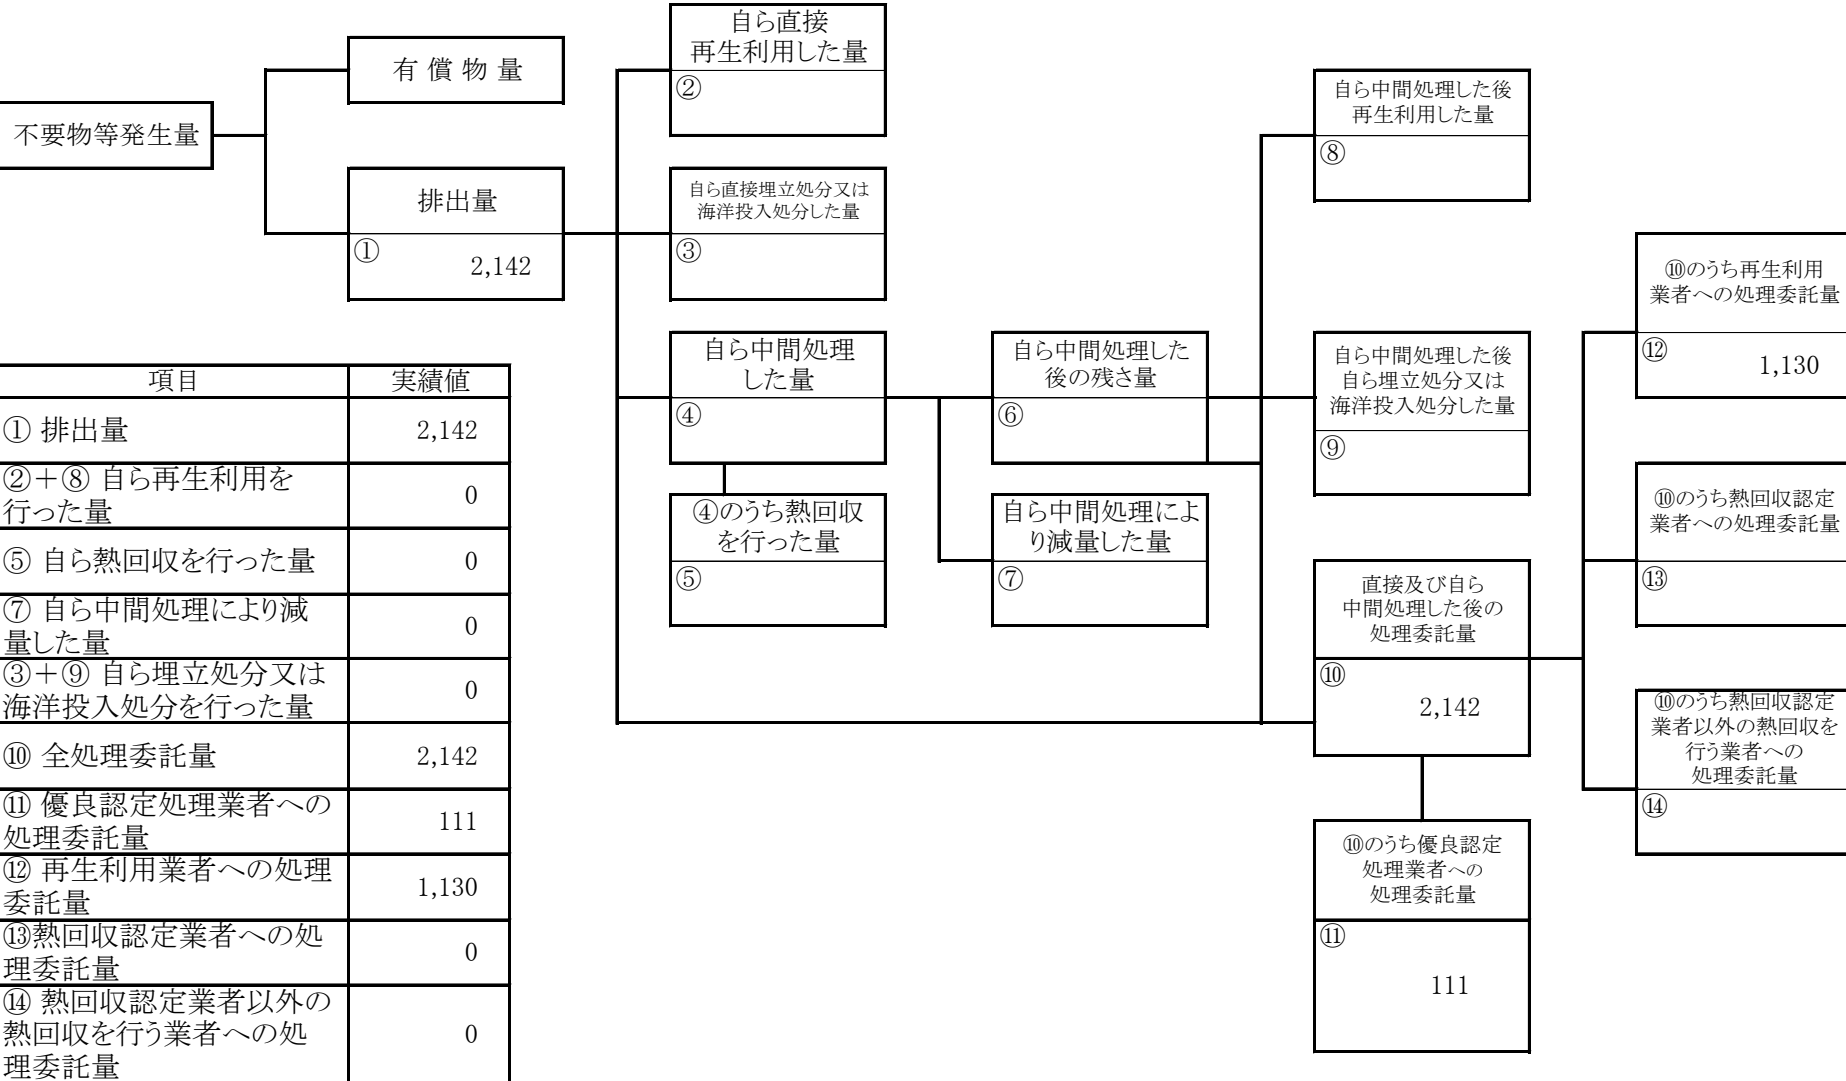 不要物等発生量
有 償 物 量
排出量
①
2,142
自ら直接
再生利用した量
②
自ら直接埋立処分又は
海洋投入処分した量
③
自ら中間処理
した量
④
④のうち熱回収
を行った量
⑤
自ら中間処理した
後の残さ量
⑥
自ら中間処理によ
り減量した量
⑦
自ら中間処理した後
再生利用した量
⑧
自ら中間処理した後
自ら埋立処分又は
海洋投入処分した量
⑨
直接及び自ら
中間処理した後の
処理委託量
⑩
2,142
⑩のうち優良認定
処理業者への
処理委託量
⑪
111
⑩のうち再生利用
業者への処理委託量
⑫
1,130
⑩のうち熱回収認定
業者への処理委託量
⑬
⑩のうち熱回収認定
業者以外の熱回収を
行う業者への
処理委託量
⑭
項目 実績値
① 排出量 2,142
②+⑧ 自ら再生利用を
行った量 0
⑤ 自ら熱回収を行った量 0
⑦ 自ら中間処理により減
量した量 0
③+⑨ 自ら埋立処分又は
海洋投入処分を行った量 0
⑩ 全処理委託量 2,142
⑪ 優良認定処理業者への
処理委託量 111
⑫ 再生利用業者への処理
委託量 1,130
⑬熱回収認定業者への処
理委託量 0
⑭ 熱回収認定業者以外の
熱回収を行う業者への処
理委託量 0